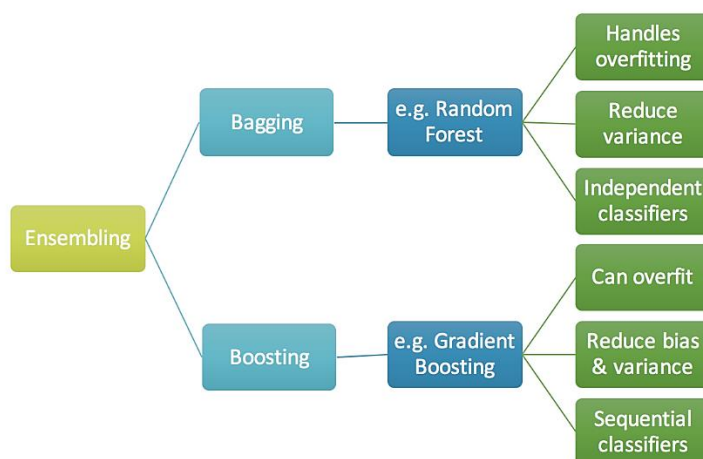 Handles
overfitting
Bagging
e.g. Random
Forest
Reduce
variance
Independent
classifiers
Ensembling
Can overfit
Boosting
e.g. Gradient
Boosting
Reduce bias
& variance
Sequential
classifiers